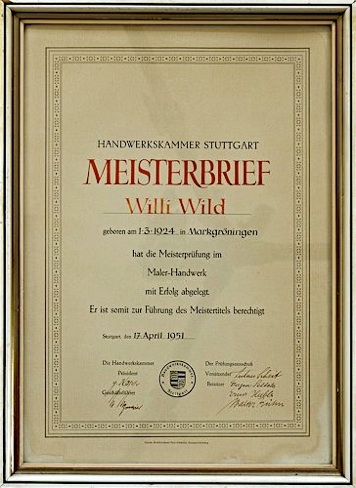 HANDWERKSKAMMER STUTTGART
MEISTERBRIEF
Willi Wild
geboren am 1·3·1924 in Markgröningen
hat die Meisterprüfung im
Maler-Handwerk
mit Erfolg abgelegt.
Er ist somit zur Führung des Meistertitels berechtigt
Stuttgart, den 17. April 1951
Die Handwerkskammer
Der Prüfungsausschuß
Präsident
Vorsitzender
Geschäftsführer
Beisitzer